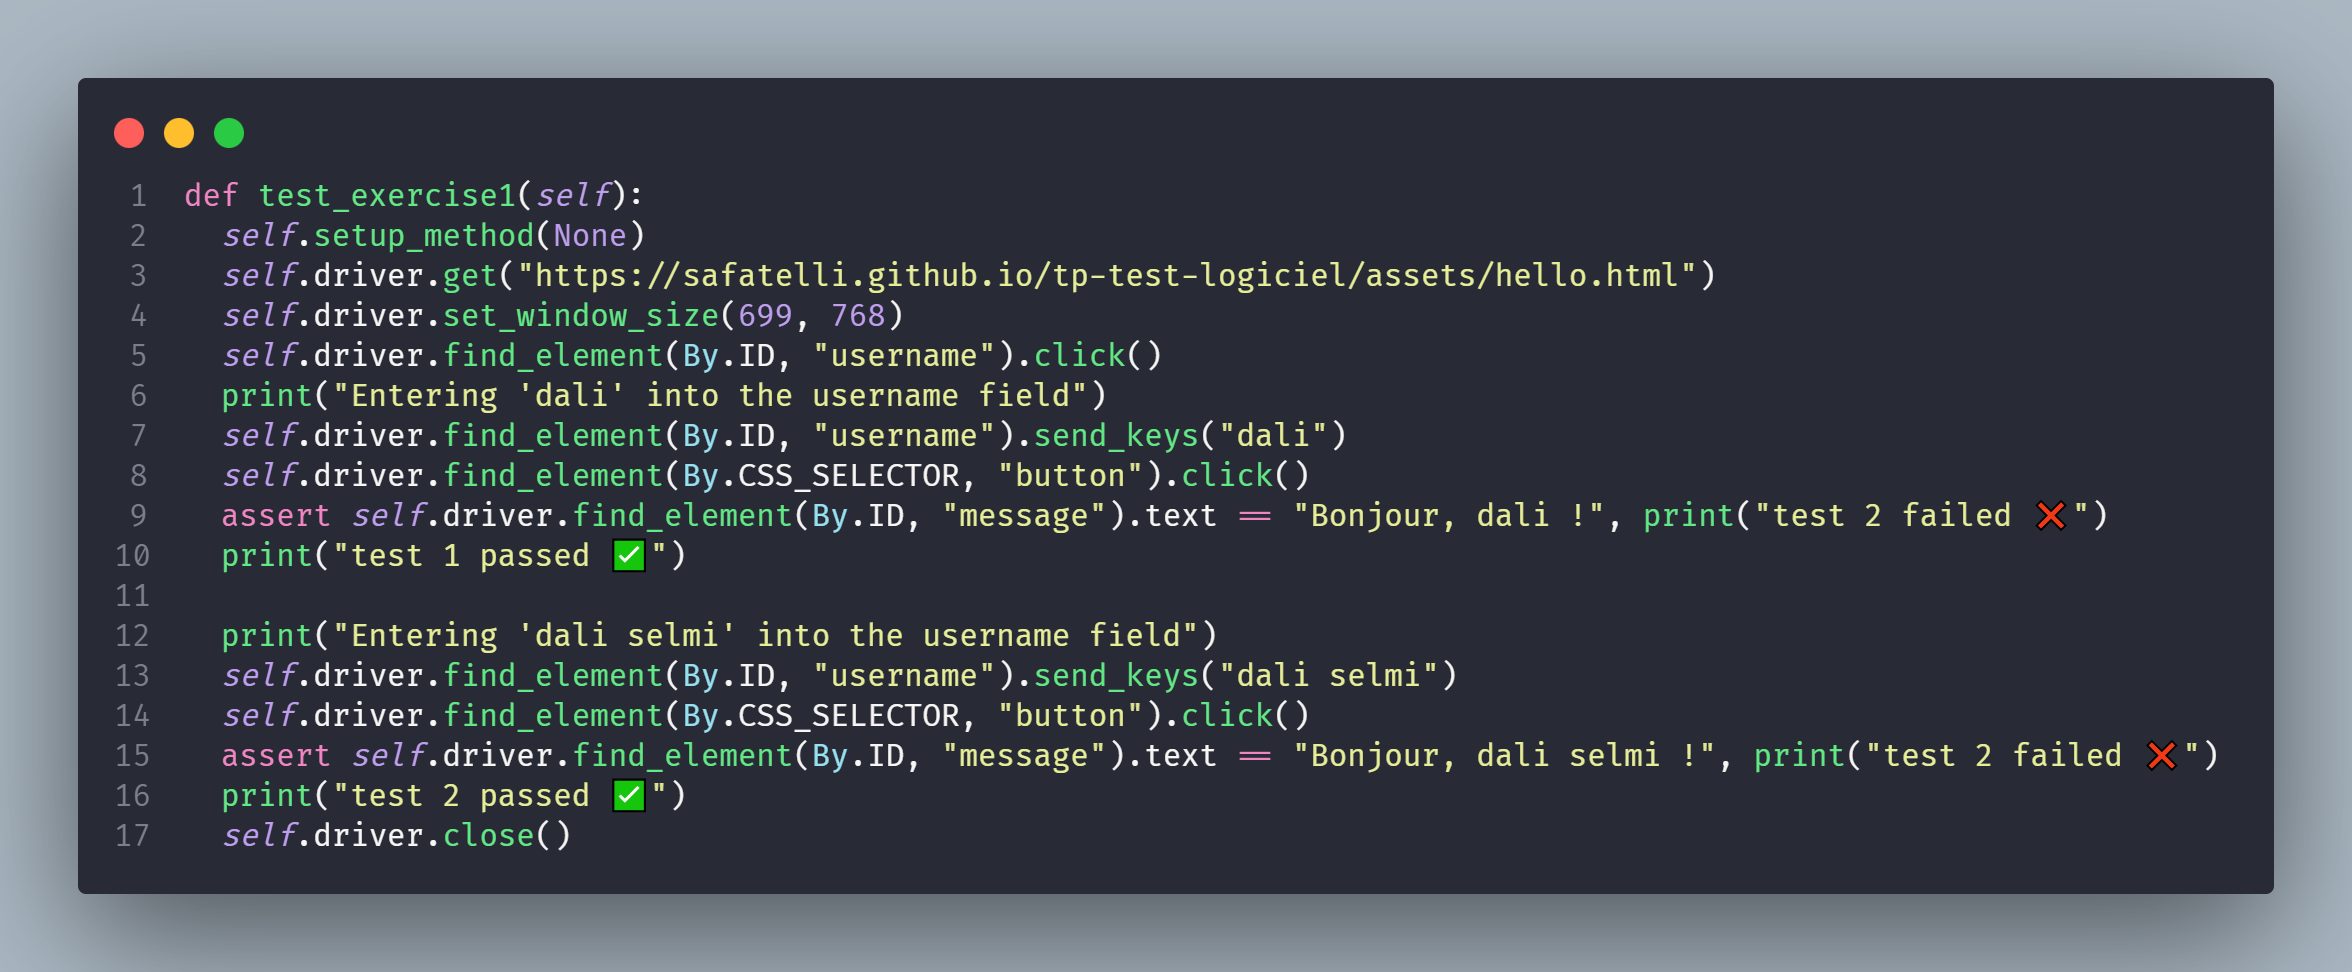 1 def test_exercise1(self):
2   self.setup_method(None)
3   self.driver.get("https://safatelli.github.io/tp-test-logiciel/assets/hello.html")
4   self.driver.set_window_size(699, 768)
5   self.driver.find_element(By.ID, "username").click()
6   print("Entering 'dali' into the username field")
7   self.driver.find_element(By.ID, "username").send_keys("dali")
8   self.driver.find_element(By.CSS_SELECTOR, "button").click()
9   assert self.driver.find_element(By.ID, "message").text == "Bonjour, dali !", print("test 2 failed ❌")
10   print("test 1 passed ✅")
11
12   print("Entering 'dali selmi' into the username field")
13   self.driver.find_element(By.ID, "username").send_keys("dali selmi")
14   self.driver.find_element(By.CSS_SELECTOR, "button").click()
15   assert self.driver.find_element(By.ID, "message").text == "Bonjour, dali selmi !", print("test 2 failed ❌")
16   print("test 2 passed ✅")
17   self.driver.close()